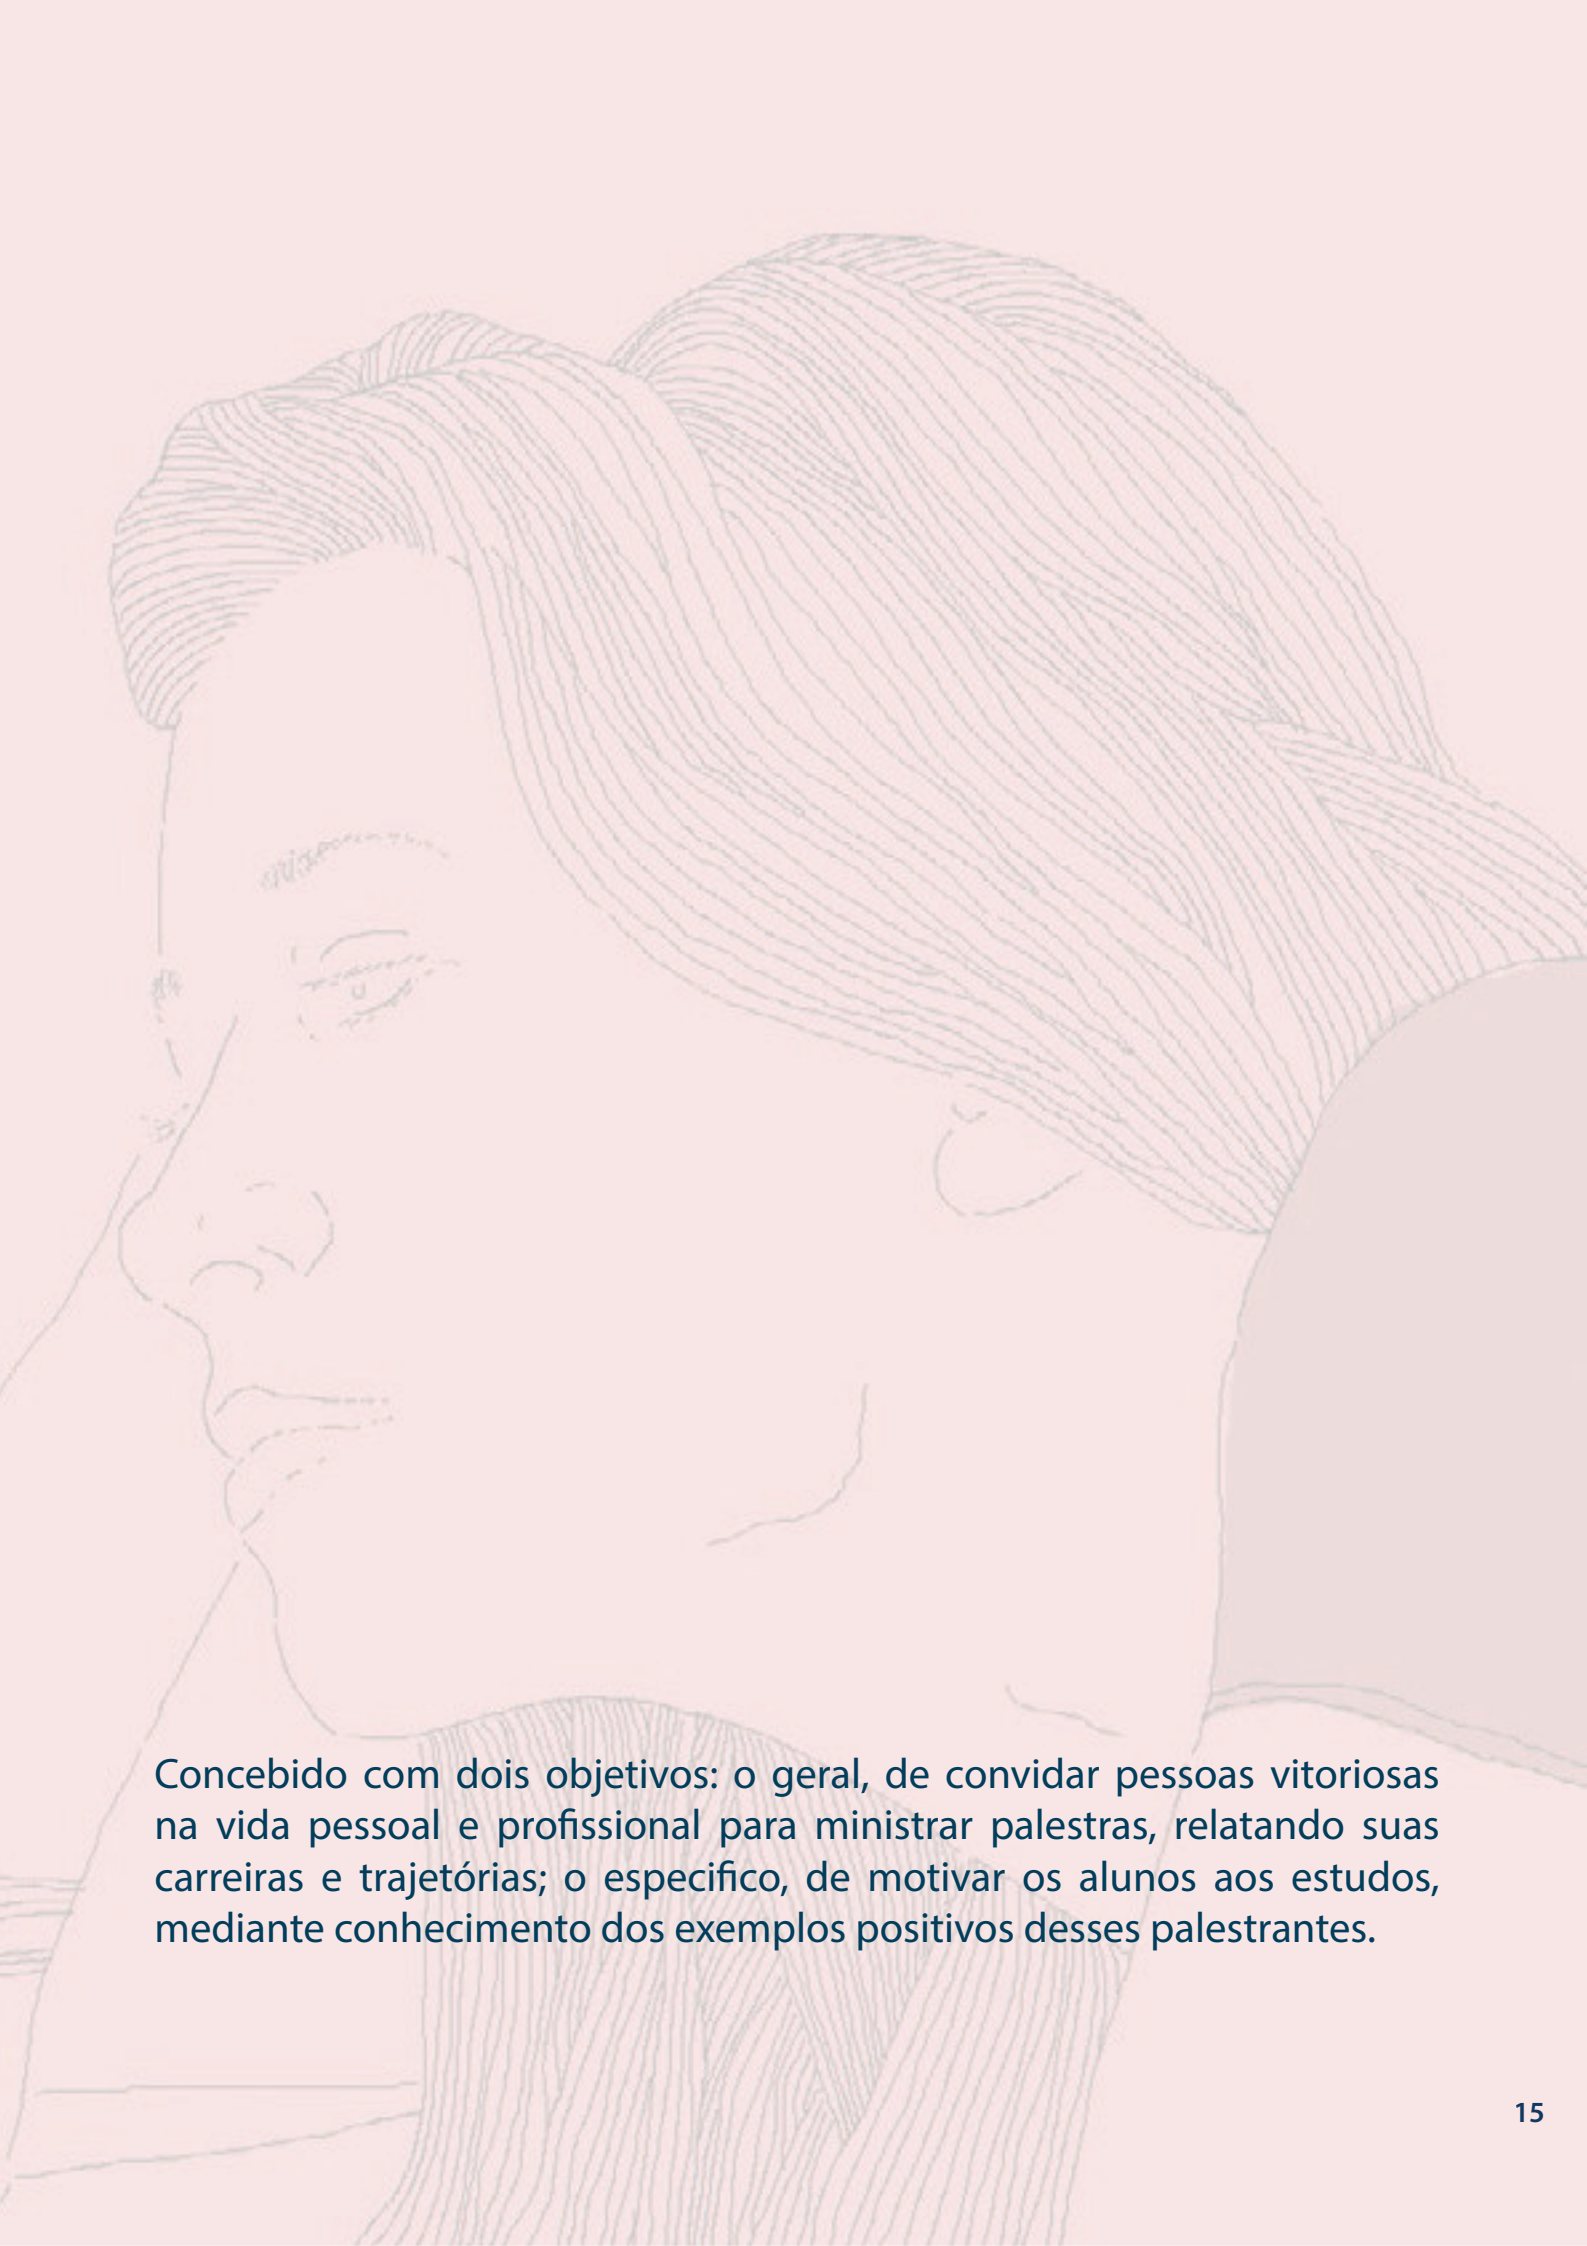 Concebido com dois objetivos: o geral, de convidar pessoas vitoriosas
na vida pessoal e profissional para ministrar palestras, relatando suas
carreiras e trajetórias; o especifico, de motivar os alunos aos estudos,
mediante conhecimento dos exemplos positivos desses palestrantes.
15